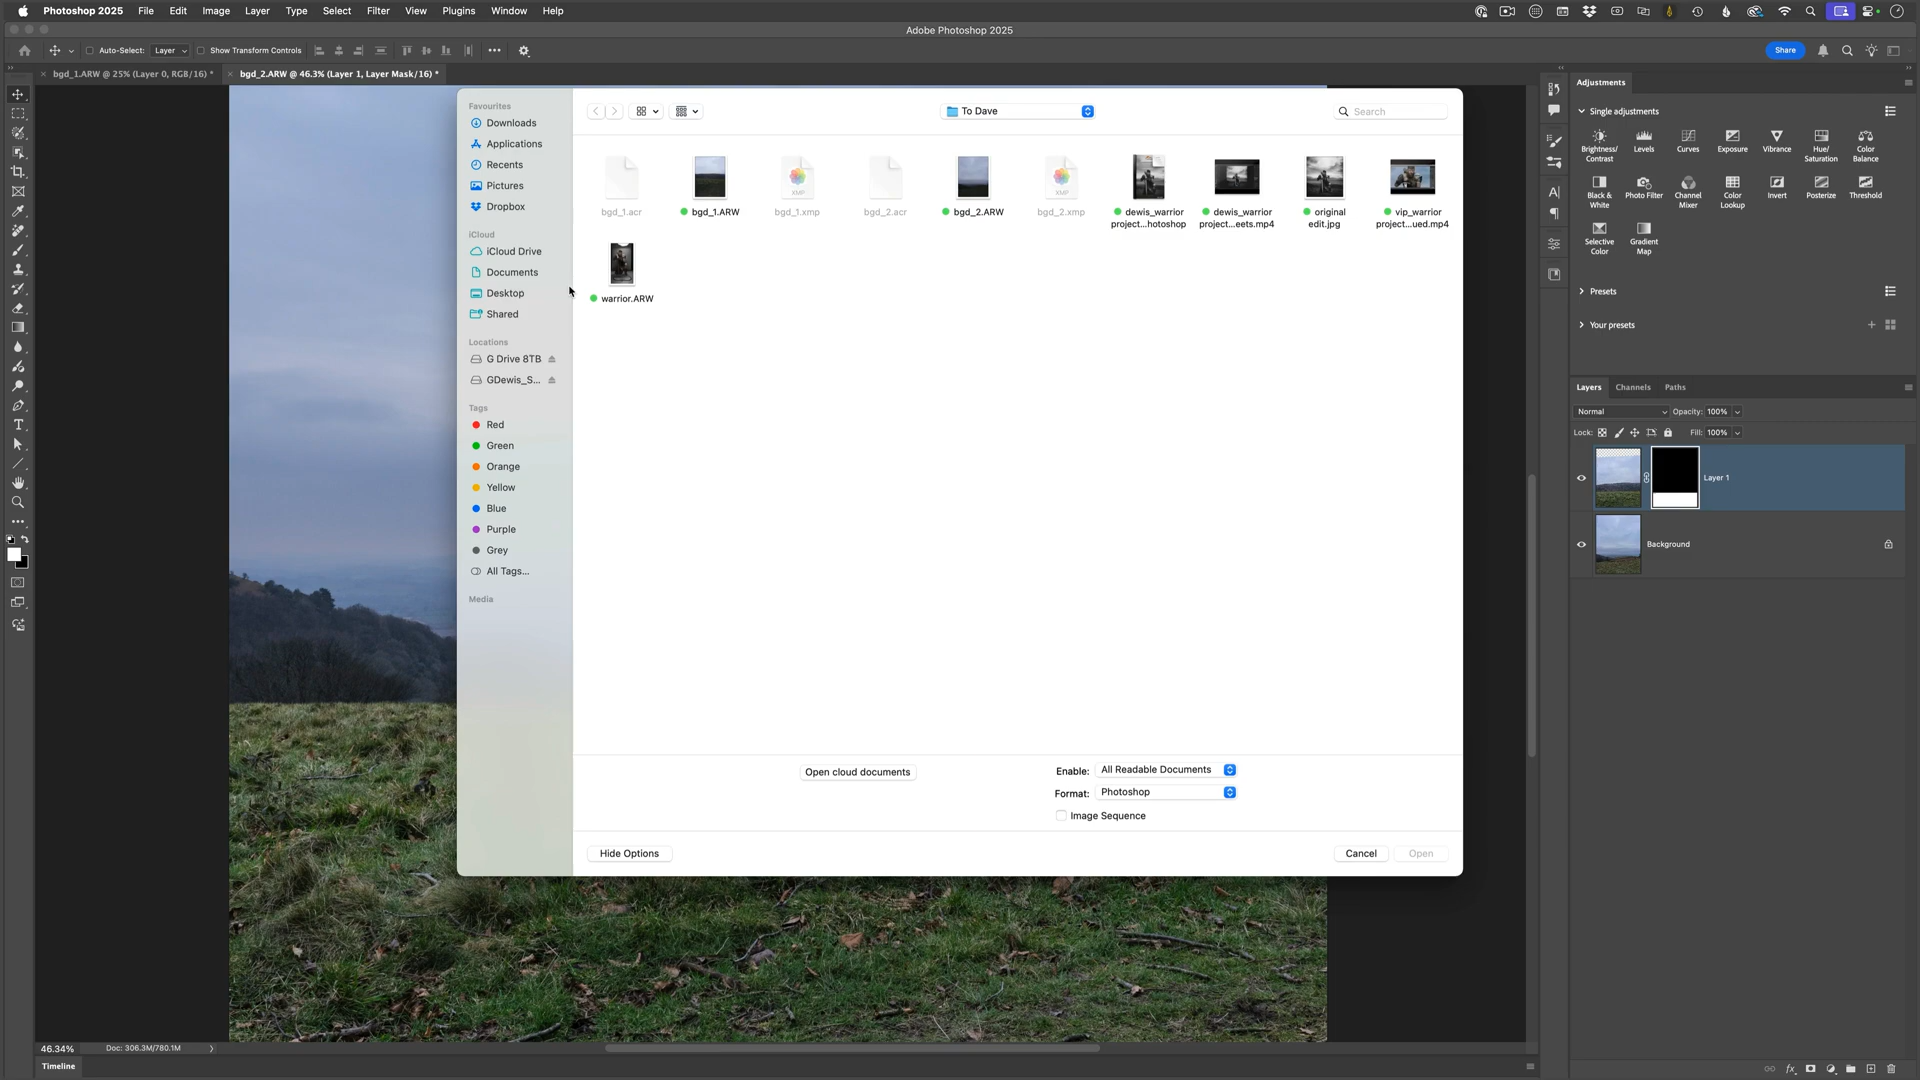 Photoshop 2025 File Edit Image Layer Type Select Filter View Plugins Window Help
Adobe Photoshop 2025
Auto-Select: Layer Show Transform Controls
Share
bgd_1.ARW @ 25% (Layer 0, RGB/16) *
bgd_2.ARW @ 46.3% (Layer 1, Layer Mask/16) *
Favourites
Downloads
Applications
Recents
Pictures
Dropbox
iCloud
iCloud Drive
Documents
Desktop
Shared
Locations
G Drive 8TB
GDewis_S...
Tags
Red
Green
Orange
Yellow
Blue
Purple
Grey
All Tags...
Media
To Dave
Search
XMP
XMP
bgd_1.acr
bgd_1.ARW
bgd_1.xmp
bgd_2.acr
bgd_2.ARW
bgd_2.xmp
dewis_warrior
project...hotoshop
dewis_warrior
project...eets.mp4
original
edit.jpg
vip_warrior
project...ued.mp4
warrior.ARW
Open cloud documents
Enable: All Readable Documents
Format: Photoshop
Image Sequence
Hide Options
Cancel
Open
Adjustments
Single adjustments
Brightness/
Contrast
Levels
Curves
Exposure
Vibrance
Hue/
Saturation
Color
Balance
Black &
White
Photo Filter
Channel
Mixer
Color
Lookup
Invert
Posterize
Threshold
Selective
Color
Gradient
Map
Presets
Your presets
Layers Channels Paths
Normal Opacity: 100%
Lock: Fill: 100%
Layer 1
Background
46.34% Doc: 306.3M/780.1M
Timeline